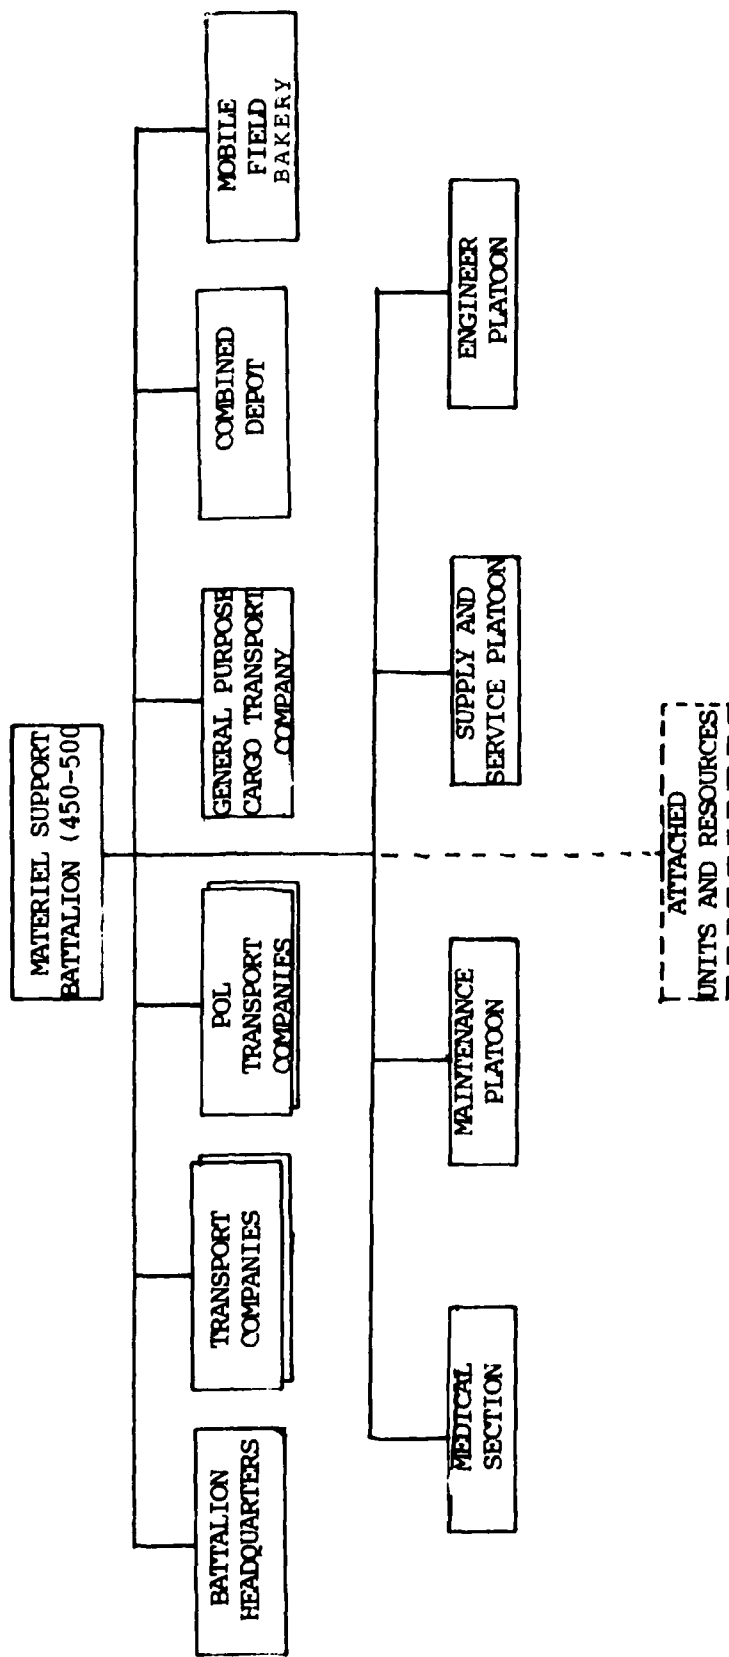 MATERIEL SUPPORT
BATTALION (450-500
BATTALION
HEADQUARTERS
TRANSPORT
COMPANIES
POL
TRANSPORT
COMPANIES
GENERAL PURPOSE
CARGO TRANSPORT
COMPANY
COMBINED
DEPOT
MOBILE
FIELD
BAKERY
MEDICAL
SECTION
MAINTENANCE
PLATOON
SUPPLY AND
SERVICE PLATOON
ENGINEER
PLATOON
ATTACHED
UNITS AND RESOURCES